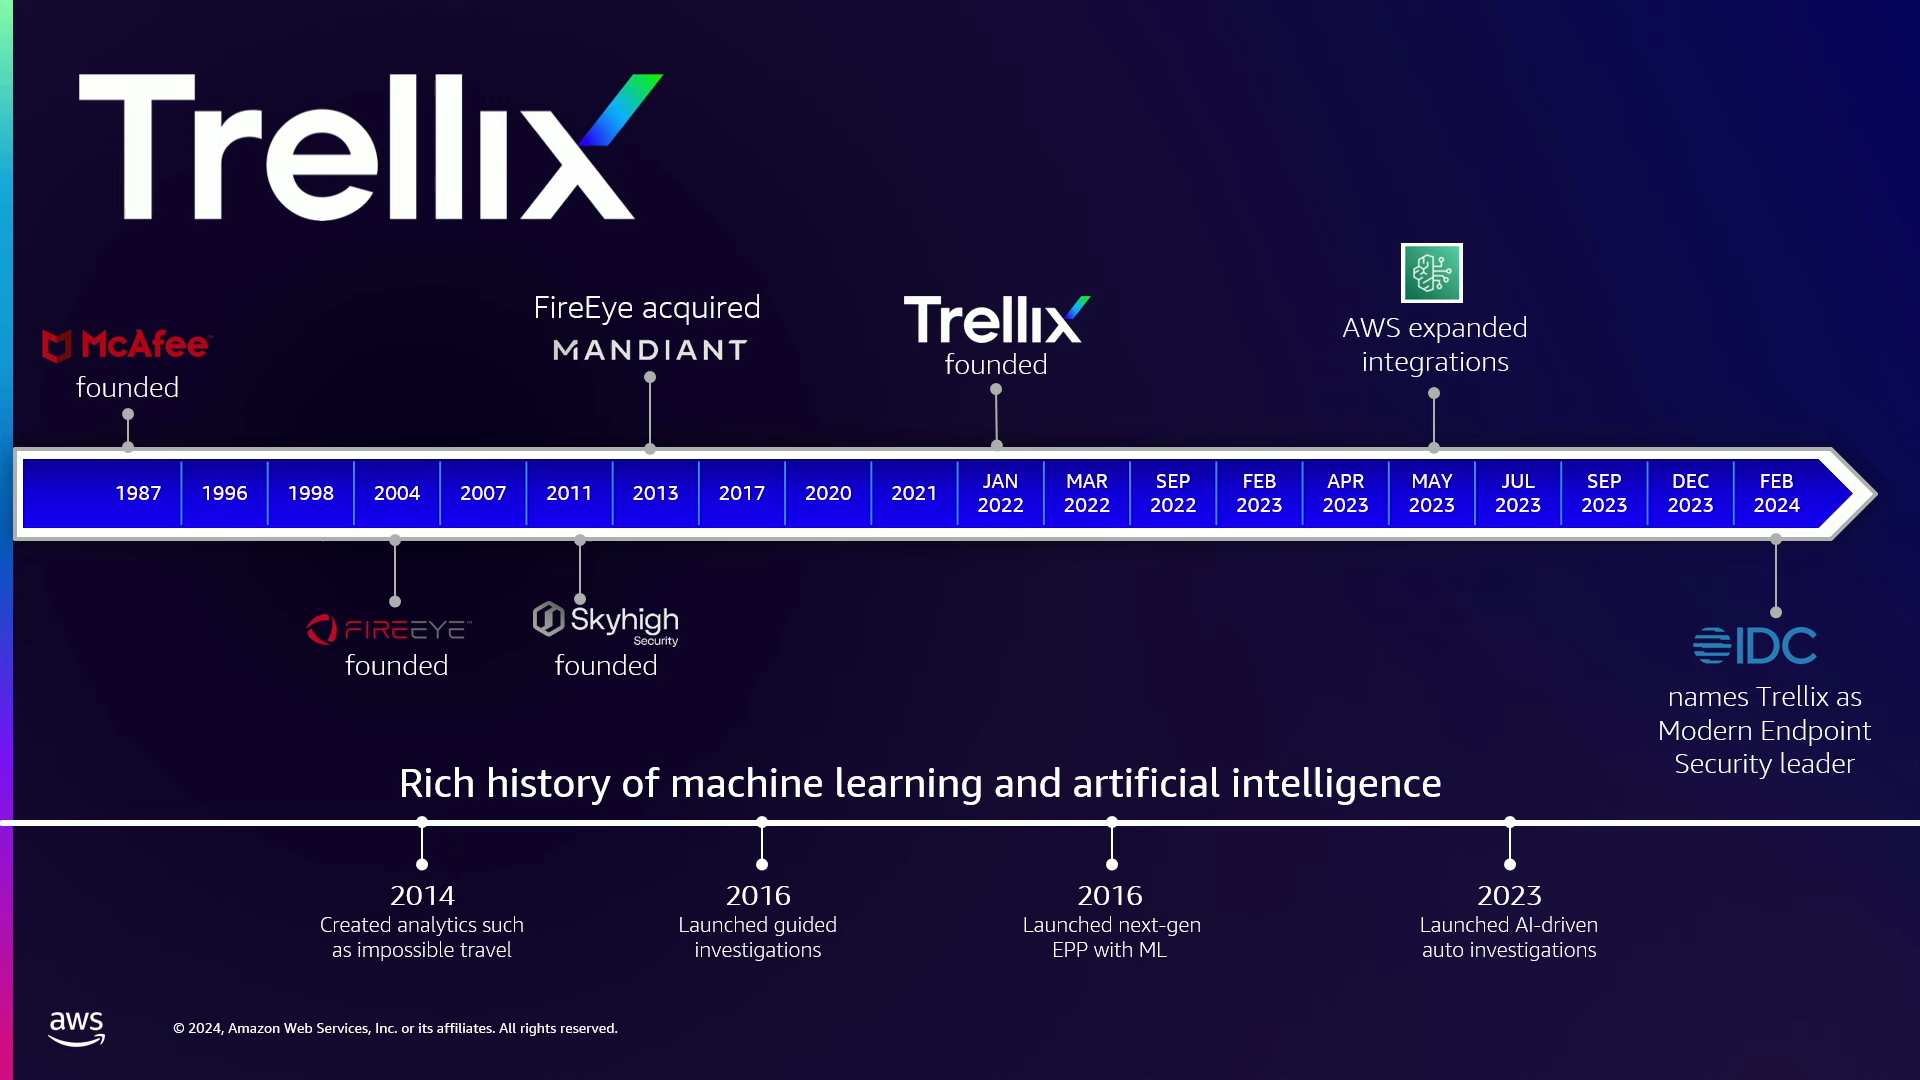 Trellix
McAfee™
founded
FireEye acquired
MANDIANT
Trellix
founded
AWS expanded
integrations
1987
1996
1998
2004
2007
2011
2013
2017
2020
2021
JAN
2022
MAR
2022
SEP
2022
FEB
2023
APR
2023
MAY
2023
JUL
2023
SEP
2023
DEC
2023
FEB
2024
FIREEYE™
founded
Skyhigh
Security
founded
IDC
names Trellix as
Modern Endpoint
Security leader
Rich history of machine learning and artificial intelligence
2014
Created analytics such
as impossible travel
2016
Launched guided
investigations
2016
Launched next-gen
EPP with ML
2023
Launched AI-driven
auto investigations
aws
© 2024, Amazon Web Services, Inc. or its affiliates. All rights reserved.